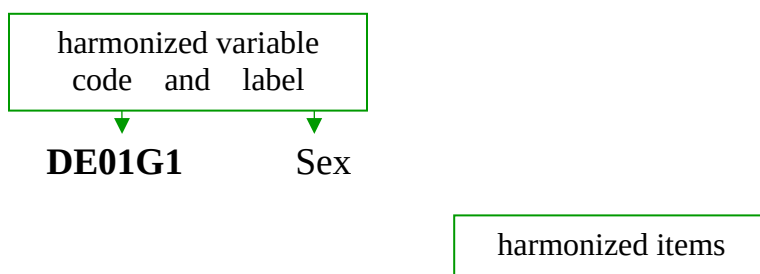 harmonized variable
code and label
DE01G1 Sex
harmonized items